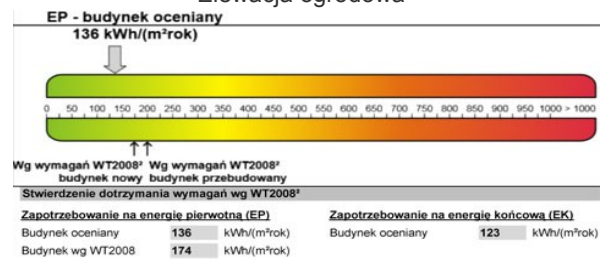 Elewacja ogrodowa
EP - budynek oceniany
136 kWh/(m²rok)
0 50 100 150 200 250 300 350 400 450 500 550 600 650 700 750 800 850 900 950 1000 > 1000
Wg wymagań WT2008² Wg wymagań WT2008²
budynek nowy budynek przebudowany
Stwierdzenie dotrzymania wymagań wg WT2008²
Zapotrzebowanie na energię pierwotną (EP) Zapotrzebowanie na energię końcową (EK)
Budynek oceniany 136 kWh/(m²rok) Budynek oceniany 123 kWh/(m²rok)
Budynek wg WT2008 174 kWh/(m²rok)